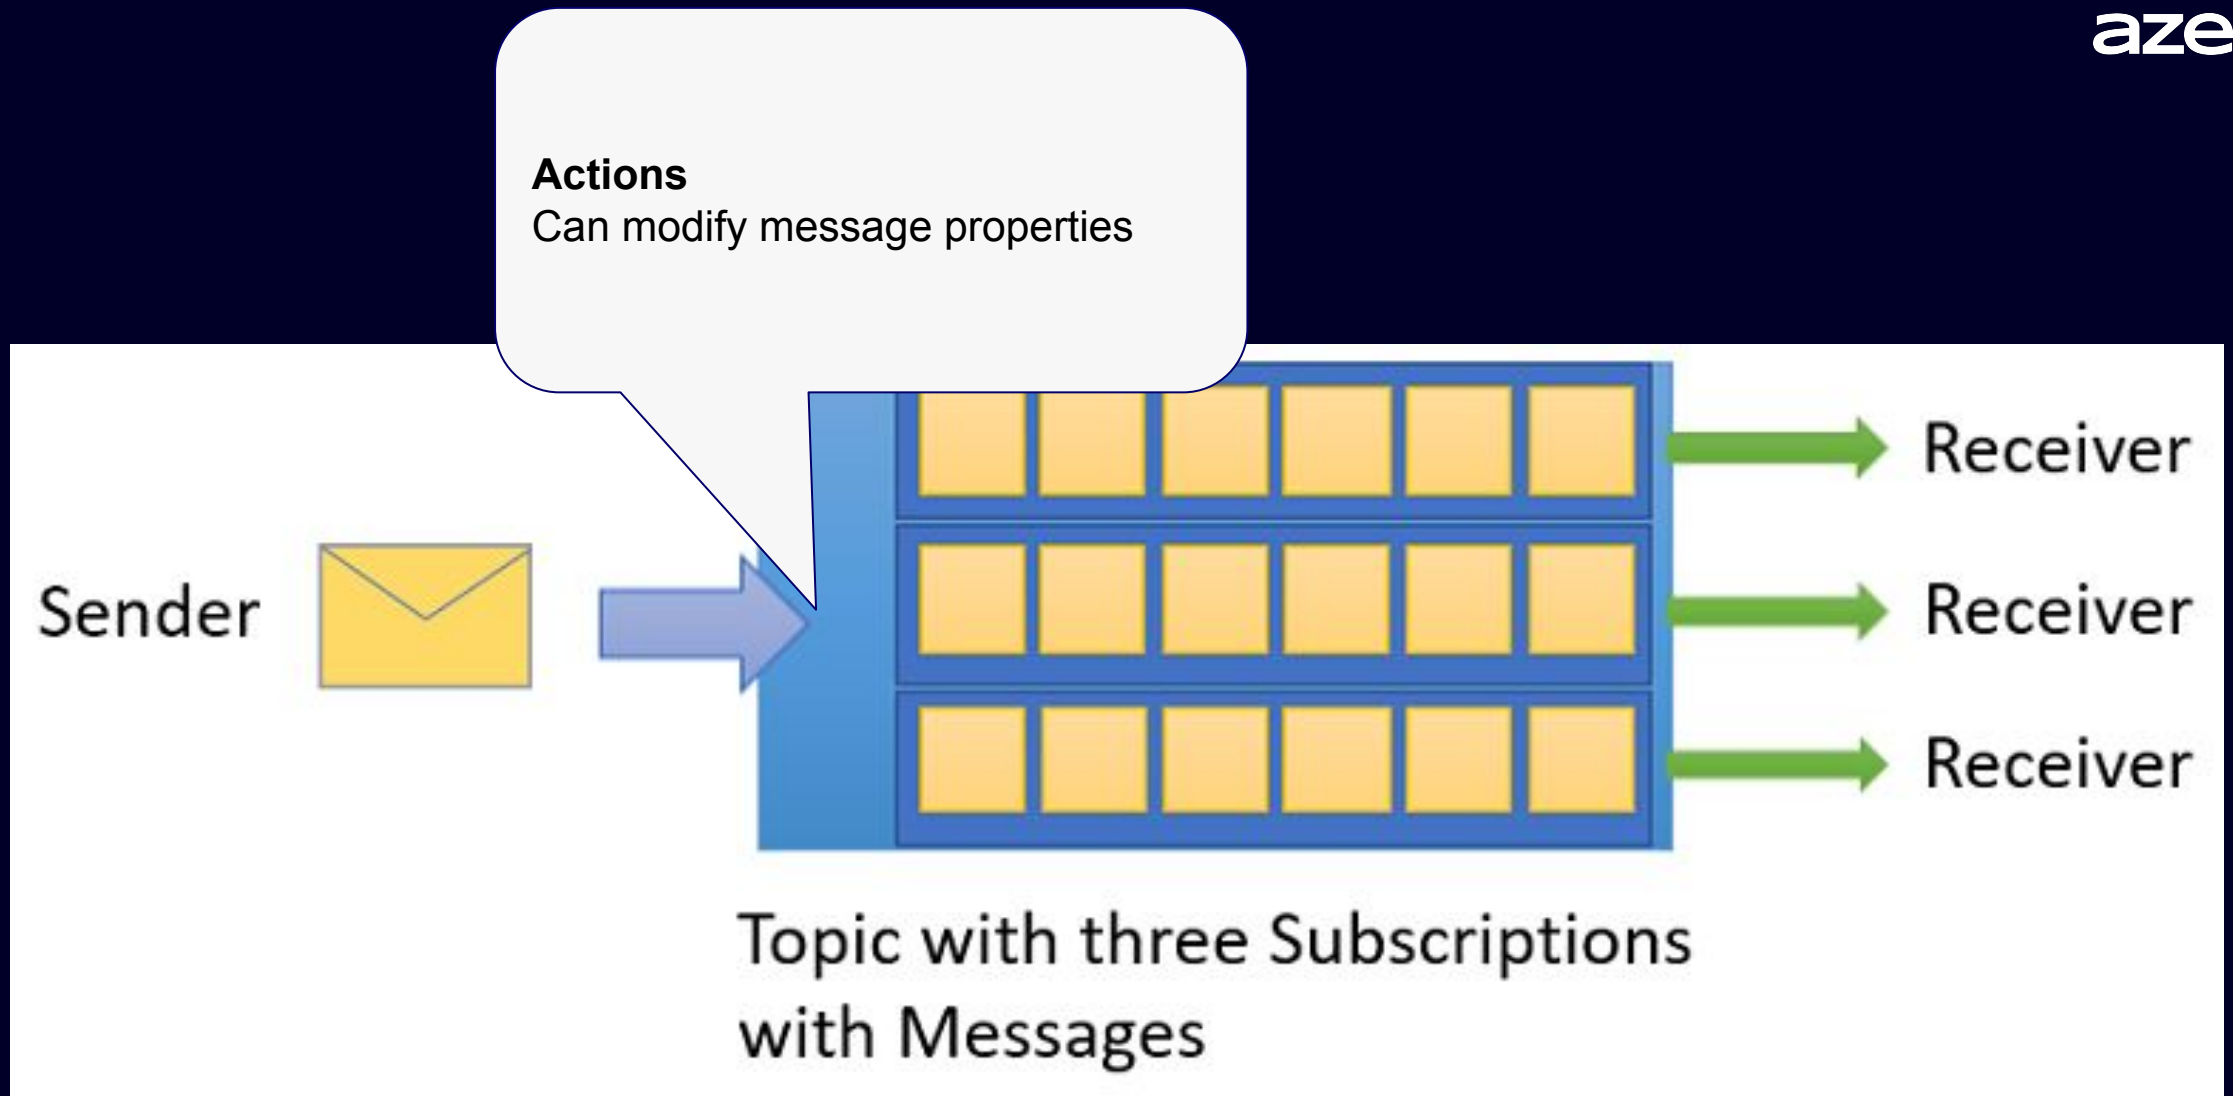 aze
Actions
Can modify message properties
Receiver
Sender
Receiver
Receiver
Topic with three Subscriptions
with Messages